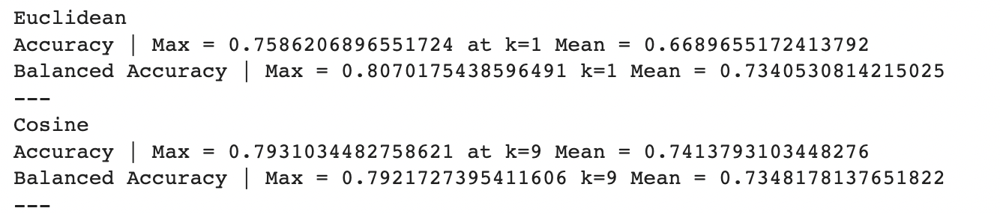 Euclidean
Accuracy | Max = 0.7586206896551724 at k=1 Mean = 0.6689655172413792
Balanced Accuracy | Max = 0.8070175438596491 k=1 Mean = 0.7340530814215025
---
Cosine
Accuracy | Max = 0.7931034482758621 at k=9 Mean = 0.7413793103448276
Balanced Accuracy | Max = 0.7921727395411606 k=9 Mean = 0.7348178137651822
---